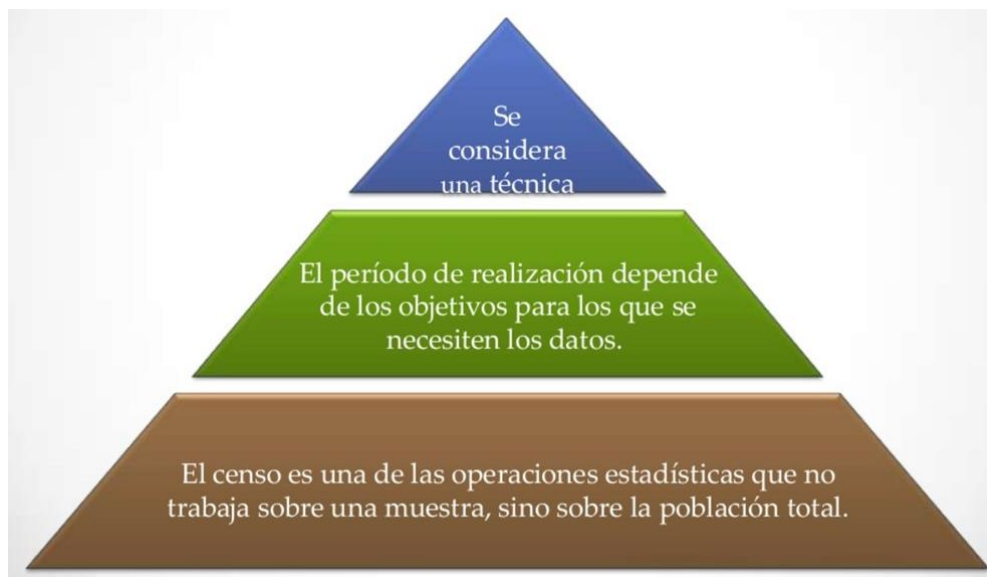 Se
considera
una técnica
El período de realización depende
de los objetivos para los que se
necesiten los datos.
El censo es una de las operaciones estadísticas que no
trabaja sobre una muestra, sino sobre la población total.